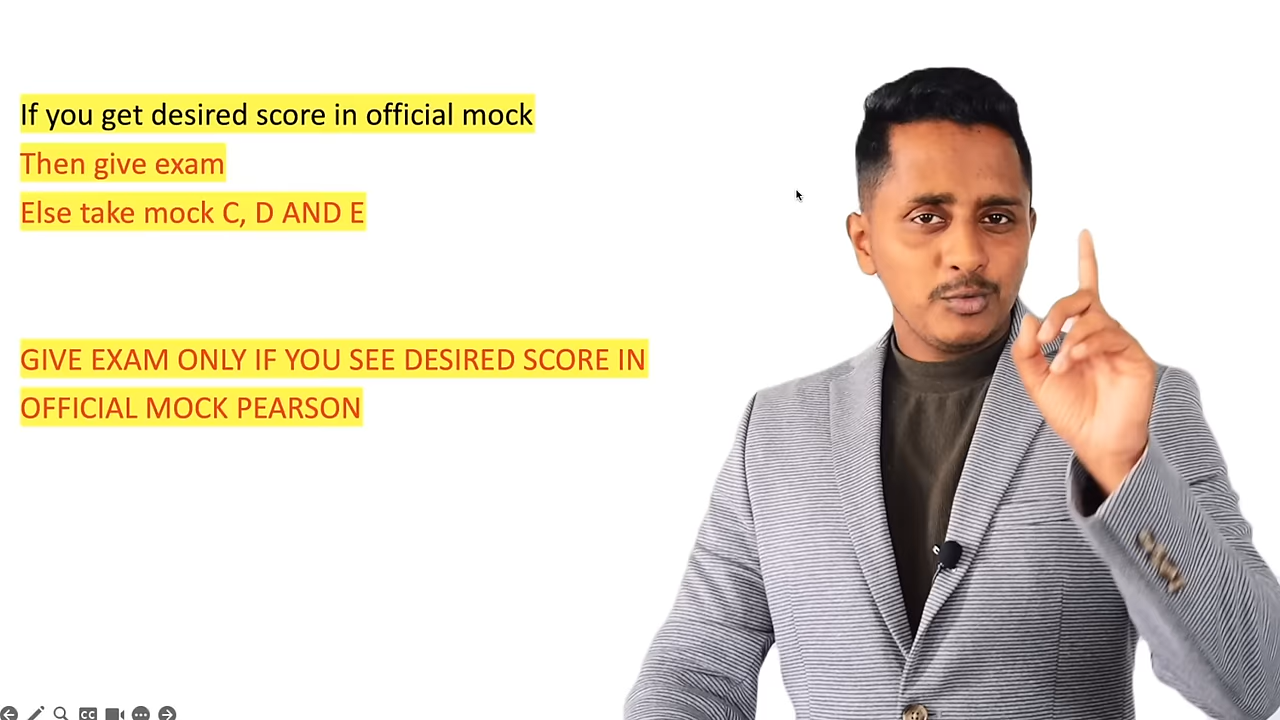 If you get desired score in official mock
Then give exam
Else take mock C, D AND E
GIVE EXAM ONLY IF YOU SEE DESIRED SCORE IN
OFFICIAL MOCK PEARSON
CC